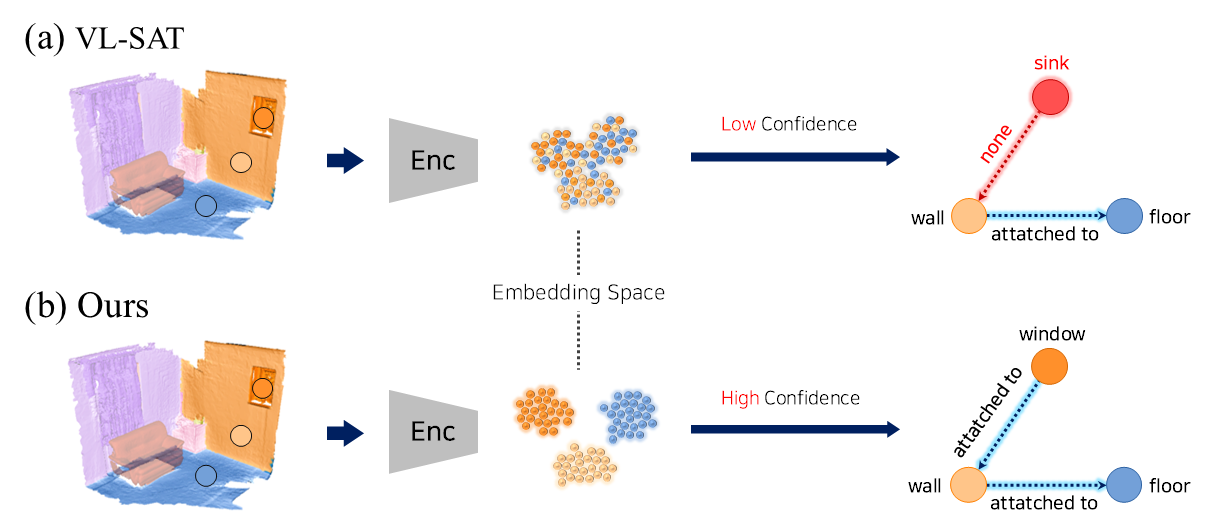 (a) VL-SAT
sink
Enc
Low Confidence
none
wall
attatched to
floor
Embedding Space
(b) Ours
window
Enc
High Confidence
attatched to
wall
attatched to
floor